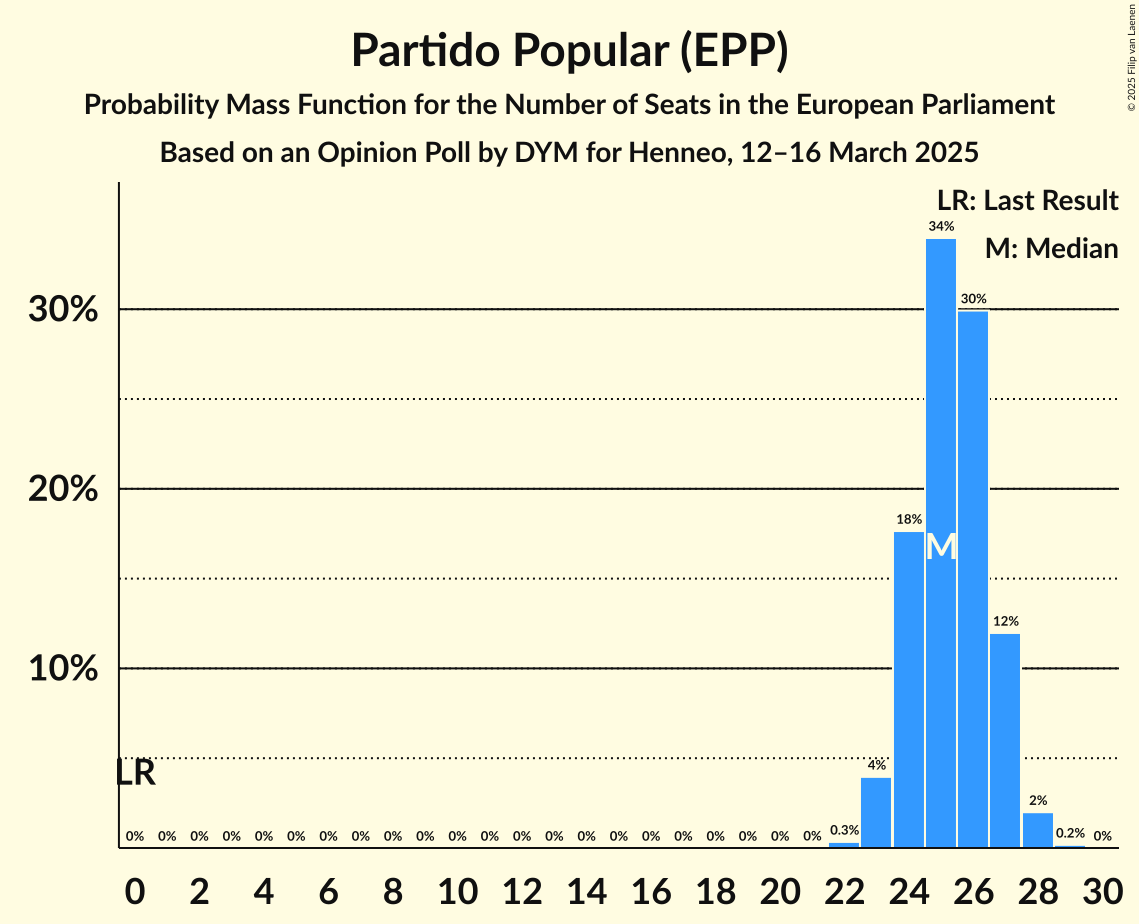 Partido Popular (EPP)
Probability Mass Function for the Number of Seats in the European Parliament
Based on an Opinion Poll by DYM for Henneo, 12–16 March 2025
© 2025 Filip van Laenen
LR: Last Result
M: Median
34%
30%
30%
20%
18%
M
12%
10%
LR
4%
2%
0% 0% 0% 0% 0% 0% 0% 0% 0% 0% 0% 0% 0% 0% 0% 0% 0% 0% 0% 0% 0% 0% 0.3% 0.2% 0%
0 2 4 6 8 10 12 14 16 18 20 22 24 26 28 30